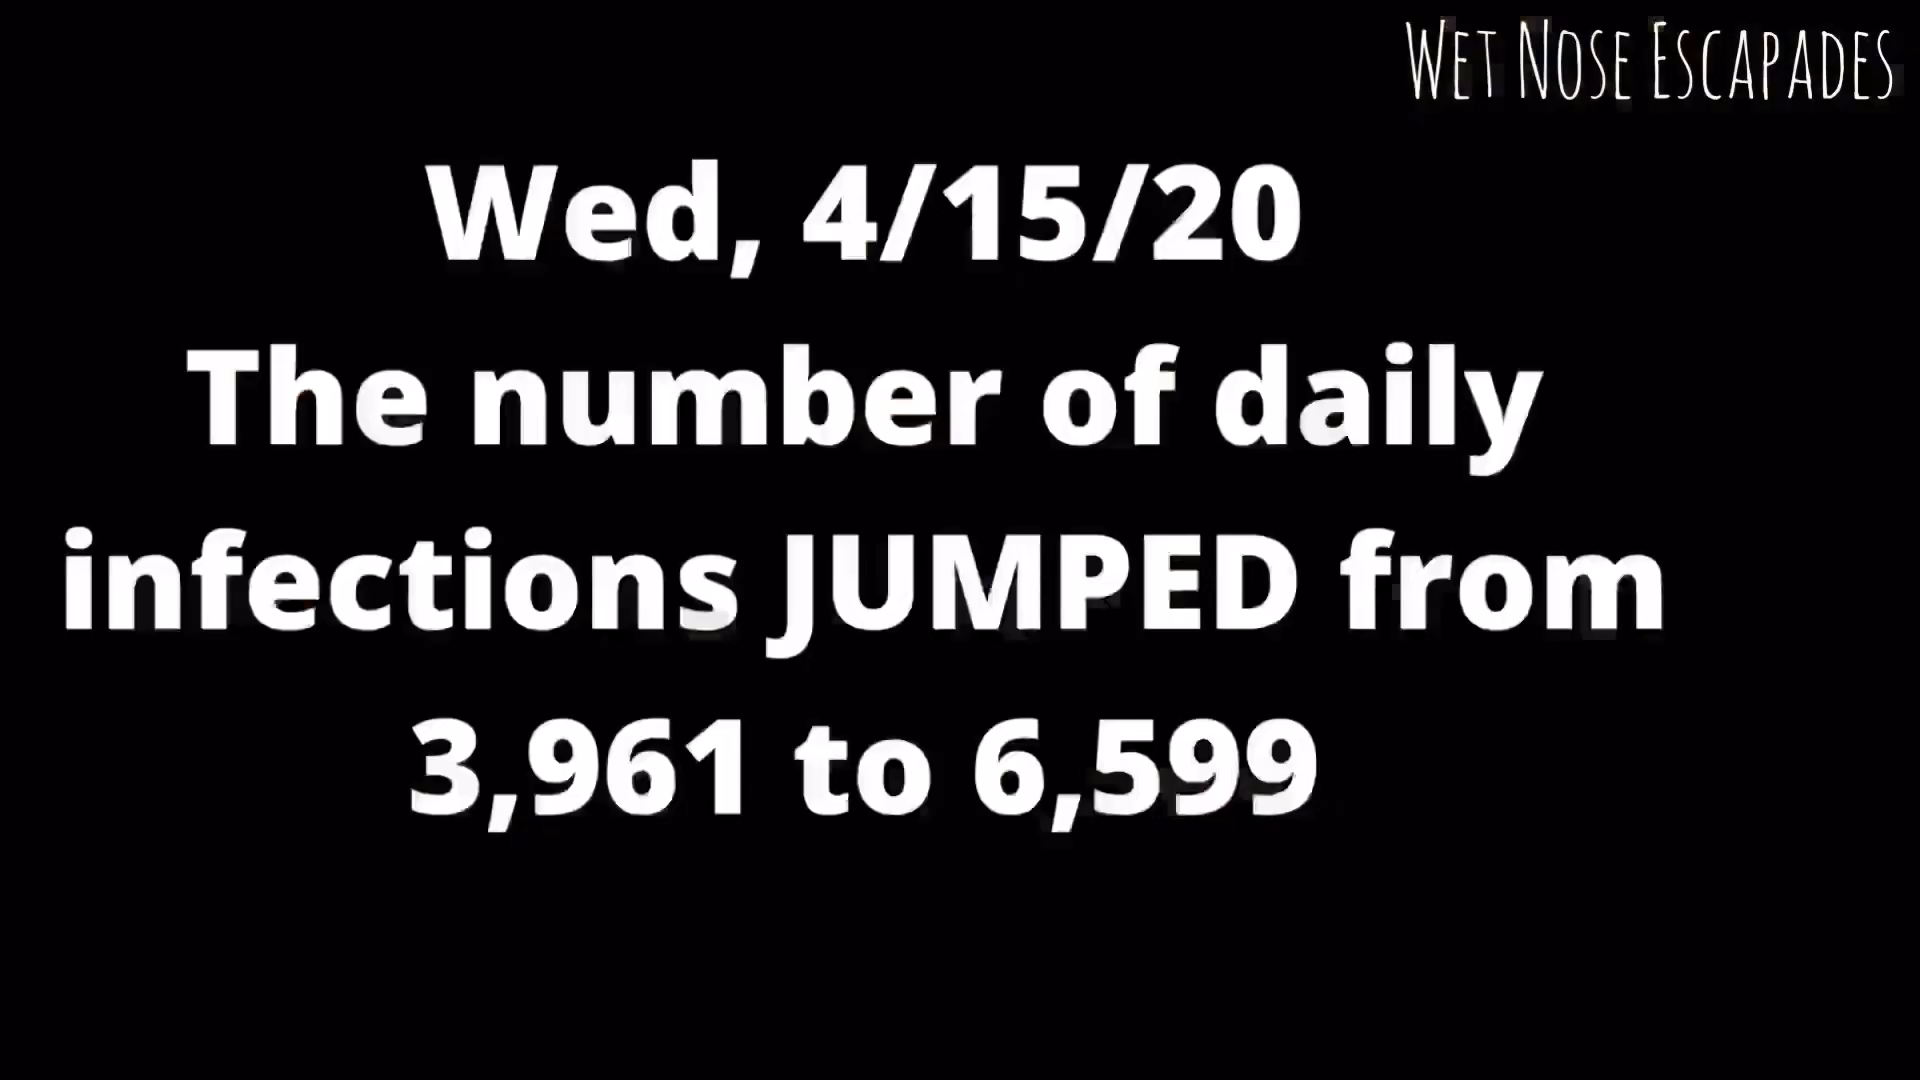 WET NOSE ESCAPADES
Wed, 4/15/20
The number of daily
infections JUMPED from
3,961 to 6,599